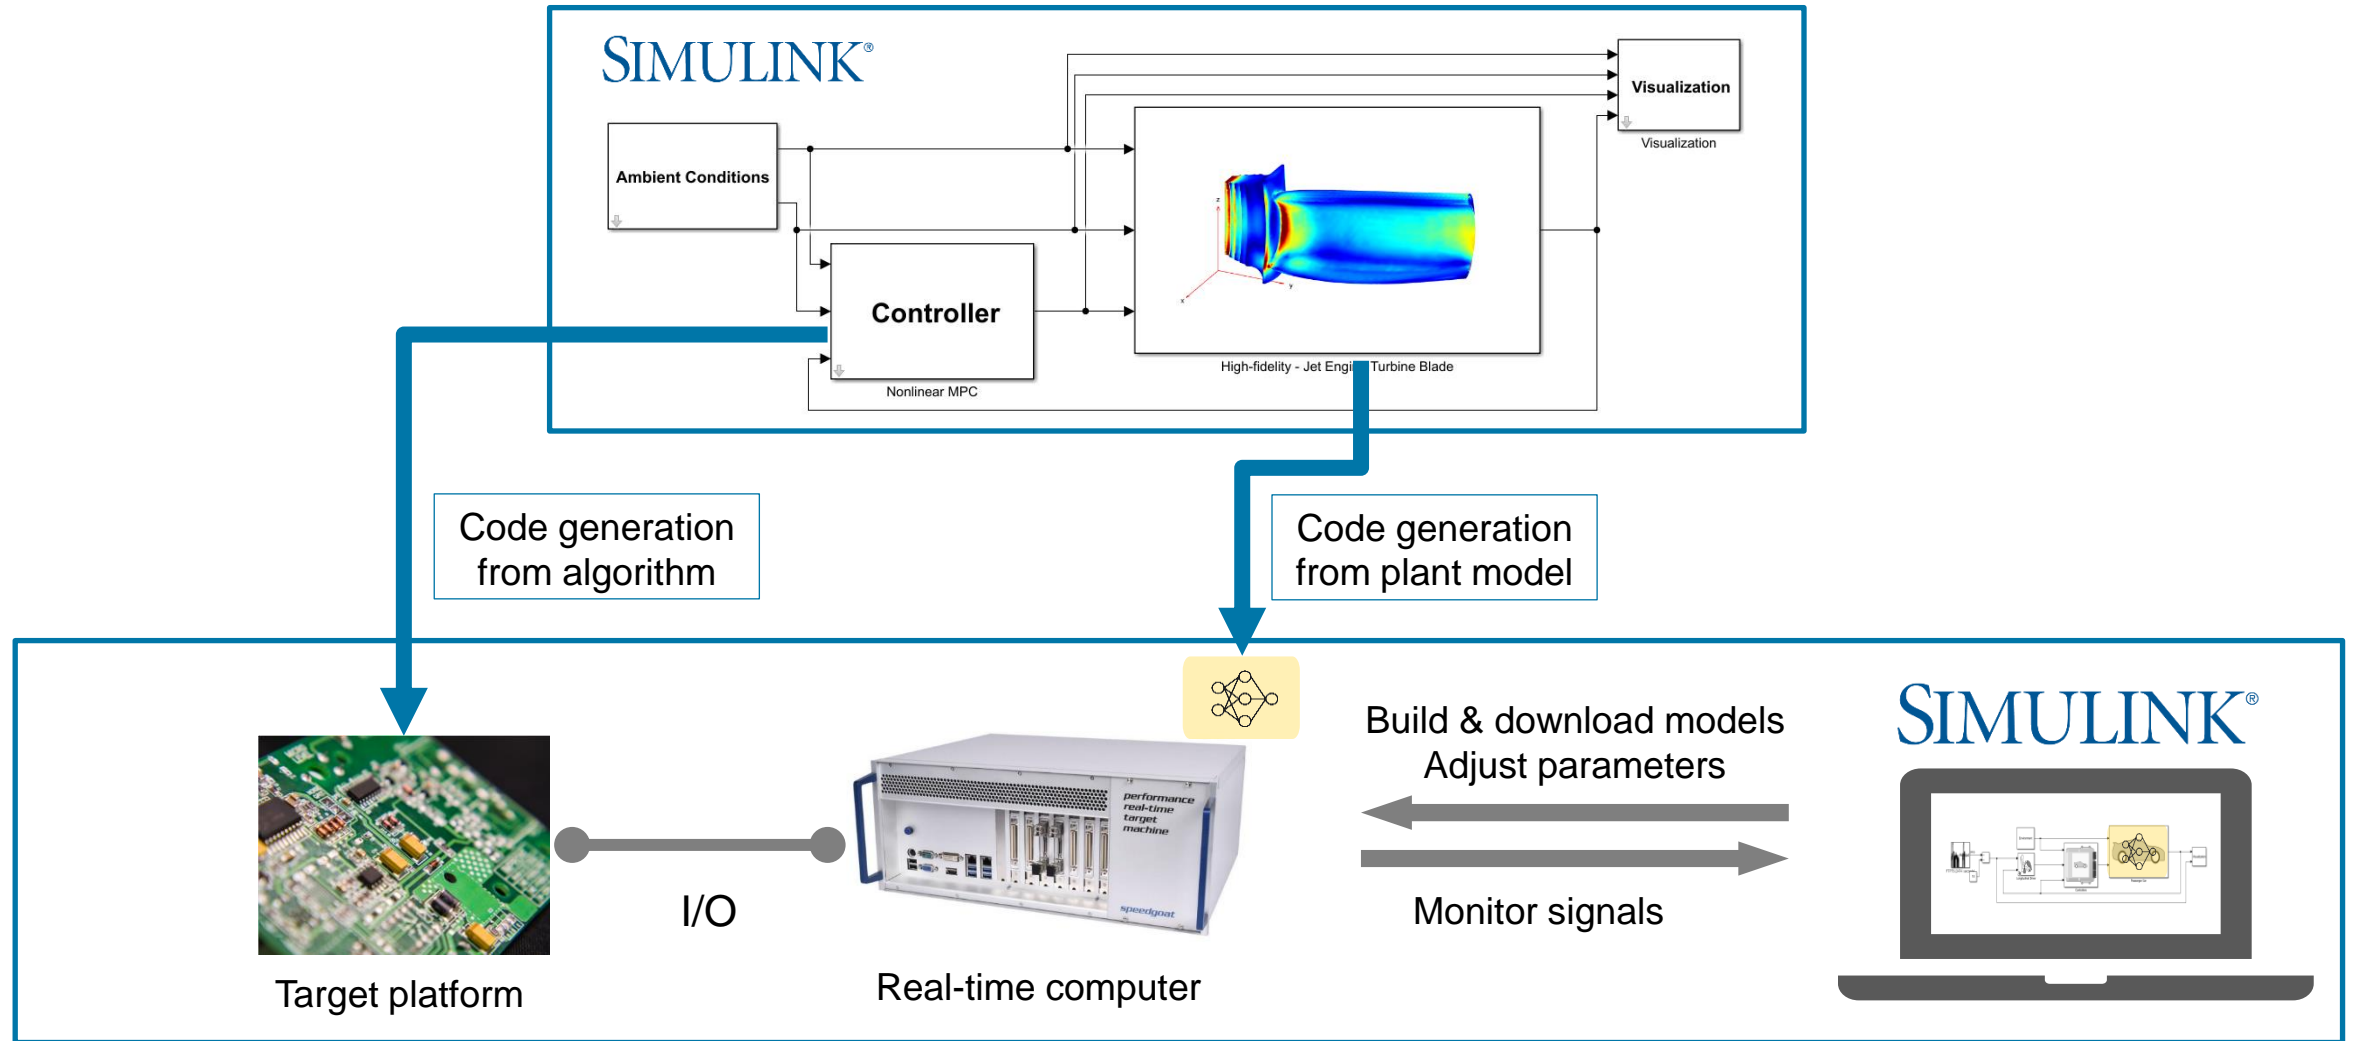 SIMULINK®
Visualization
Visualization
Ambient Conditions
z
x
y
Controller
Nonlinear MPC
High-fidelity - Jet Engi Turbine Blade
Code generation
from algorithm
Code generation
from plant model
Build & download models
Adjust parameters
SIMULINK®
performance
real-time
target
machine
speedgoat
I/O
Monitor signals
Target platform
Real-time computer